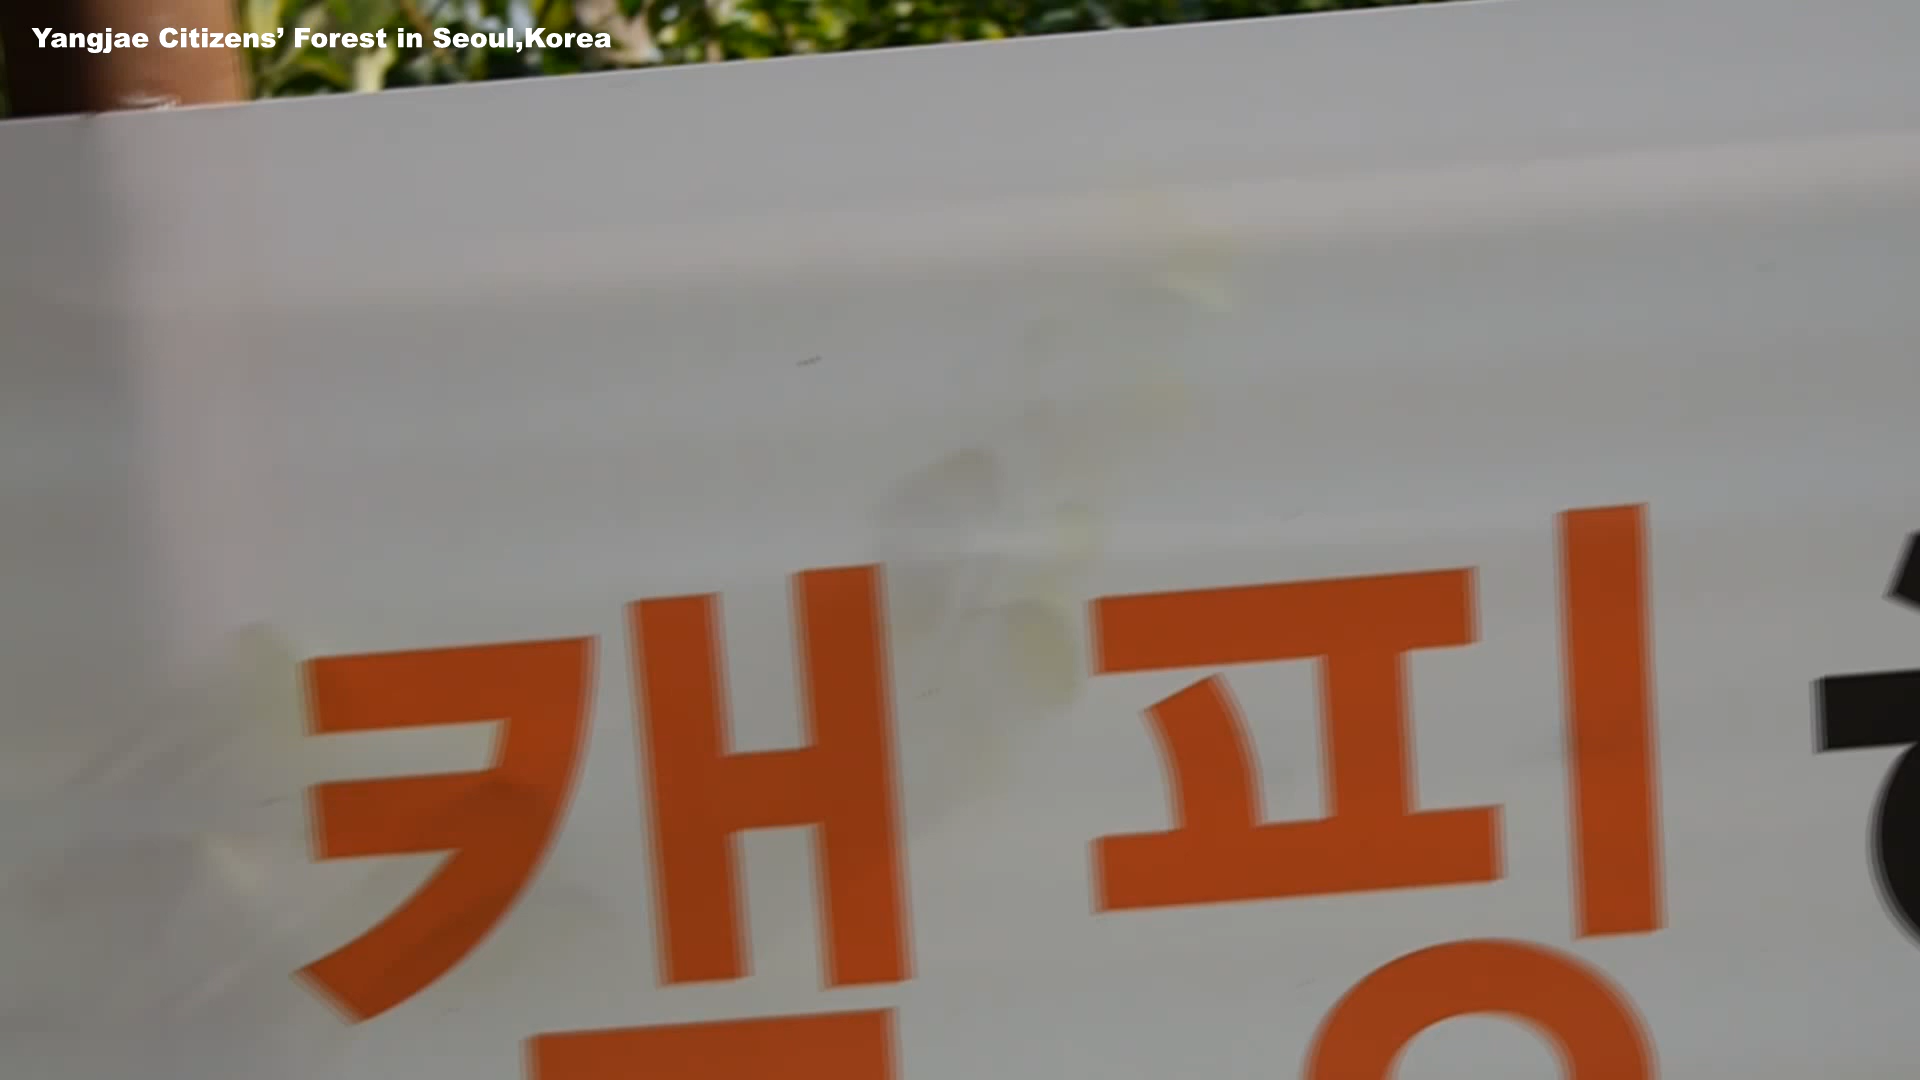 Yangjae Citizens’ Forest in Seoul,Korea
캠핑